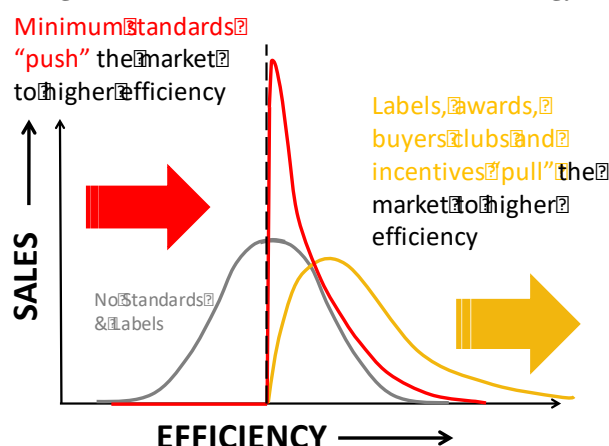 Minimum standards
“push” the market
to higher efficiency
Labels, awards,
buyers clubs and
incentives “pull” the
market to higher
efficiency
No Standards
& Labels
SALES
EFFICIENCY